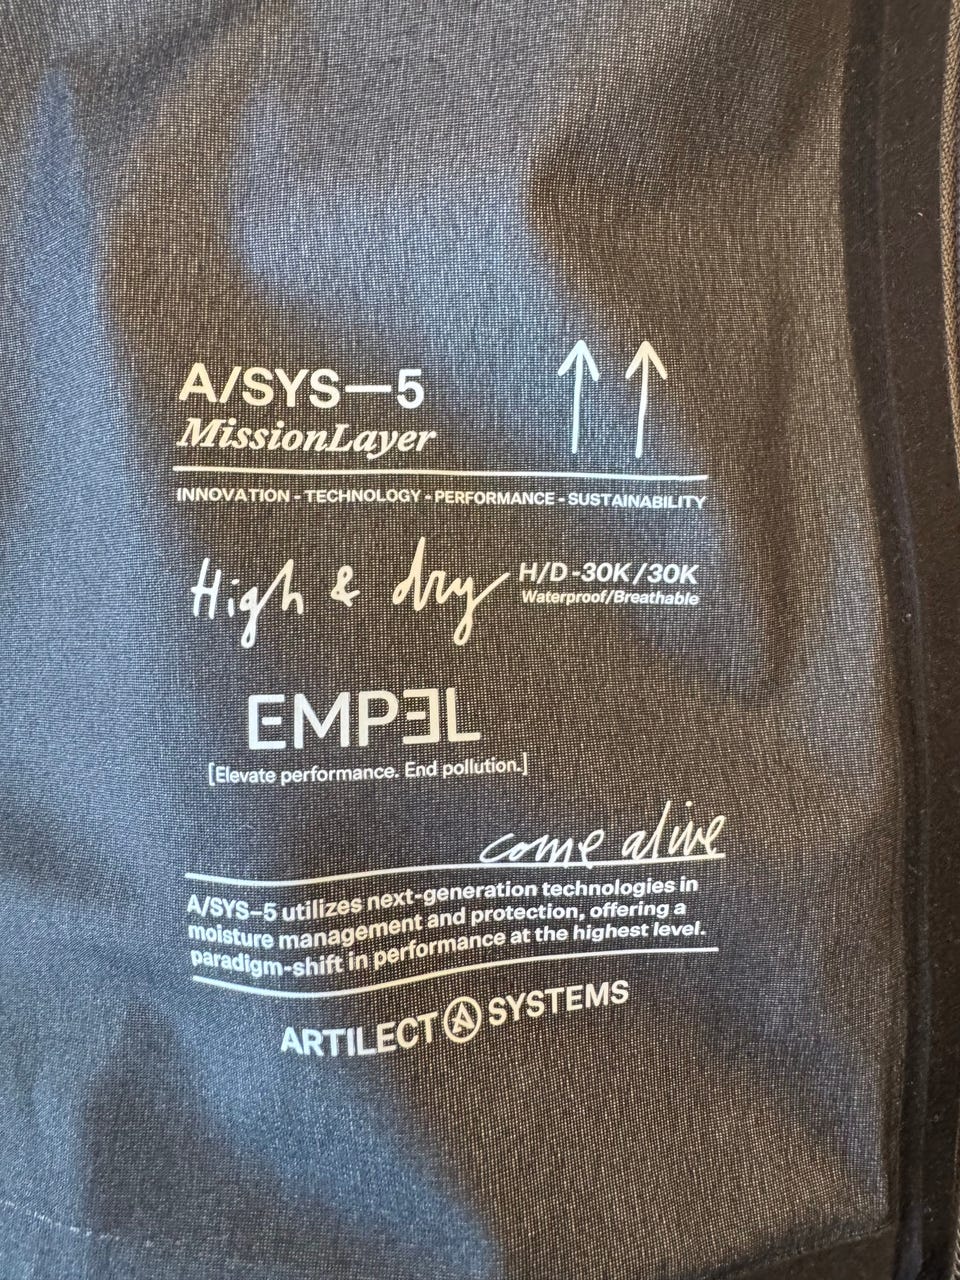 A/SYS—5
MissionLayer
INNOVATION - TECHNOLOGY - PERFORMANCE - SUSTAINABILITY
High & dry H/D-30K/30K
Waterproof/Breathable
EMPƎL
[Elevate performance. End pollution.]
come alive
A/SYS–5 utilizes next-generation technologies in
moisture management and protection, offering a
paradigm-shift in performance at the highest level.
ARTILECT A SYSTEMS